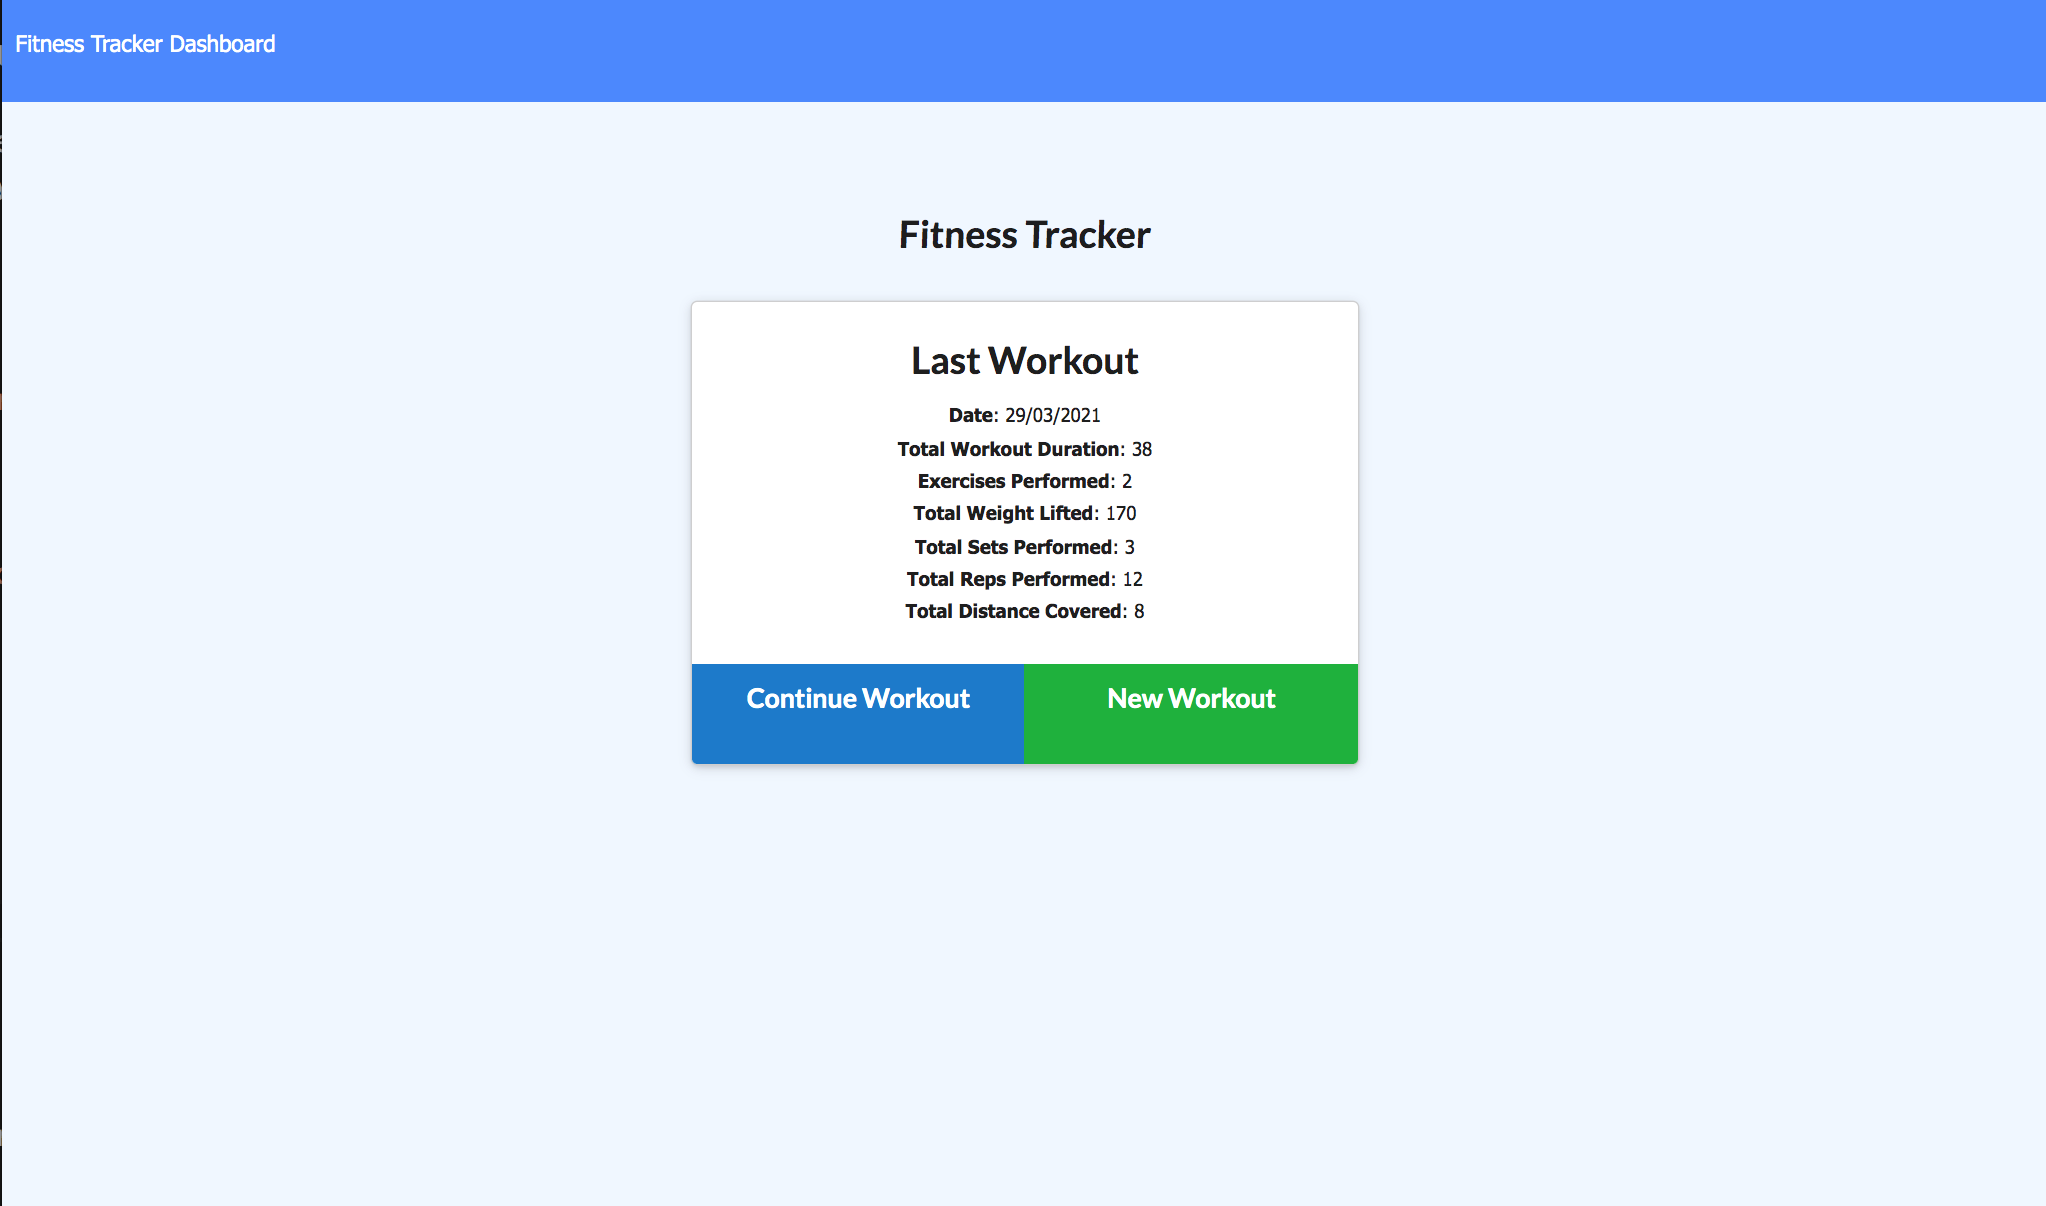 Fitness Tracker Dashboard
Fitness Tracker
Last Workout
Date: 29/03/2021
Total Workout Duration: 38
Exercises Performed: 2
Total Weight Lifted: 170
Total Sets Performed: 3
Total Reps Performed: 12
Total Distance Covered: 8
Continue Workout
New Workout